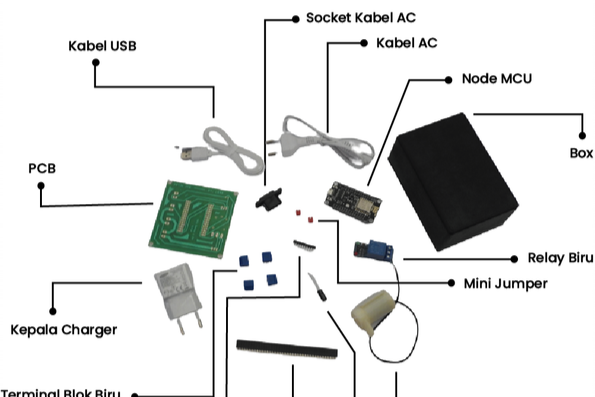 Socket Kabel AC
Kabel USB
Kabel AC
Node MCU
Box
PCB
Relay Biru
Mini Jumper
Kepala Charger
Terminal Blok Biru